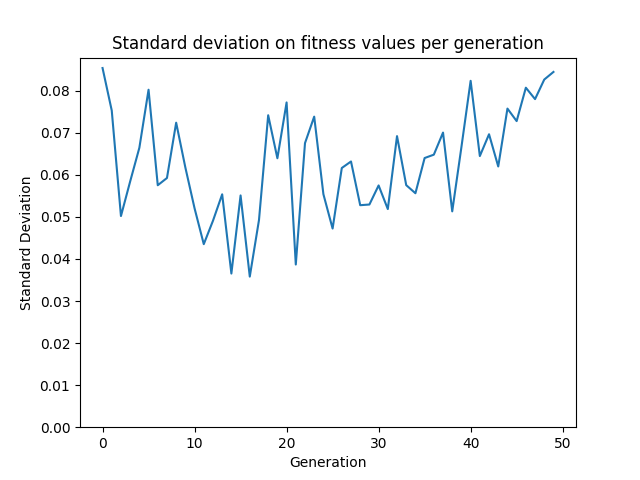 Standard deviation on fitness values per generation
Standard Deviation
0.08
0.07
0.06
0.05
0.04
0.03
0.02
0.01
0.00
0 10 20 30 40 50
Generation